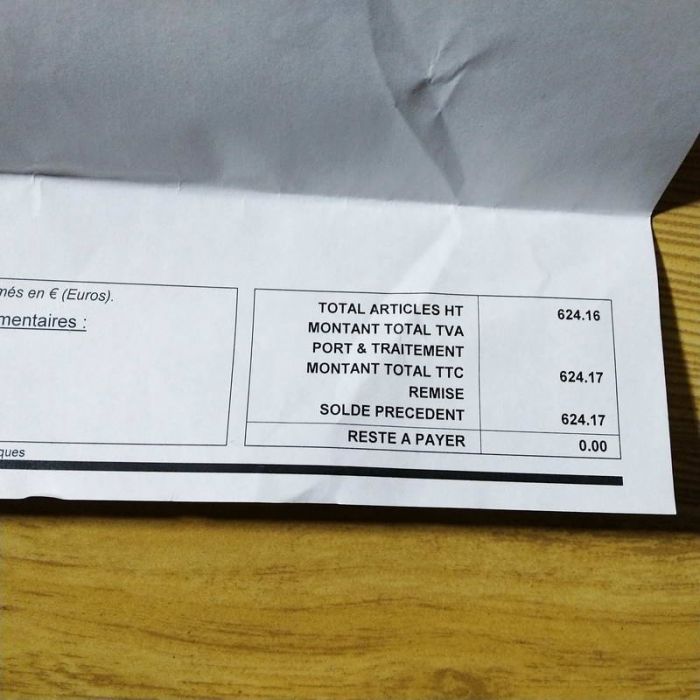 més en € (Euros).
mentaires :
ques
TOTAL ARTICLES HT 624.16
MONTANT TOTAL TVA
PORT & TRAITEMENT
MONTANT TOTAL TTC 624.17
REMISE
SOLDE PRECEDENT 624.17
RESTE A PAYER 0.00